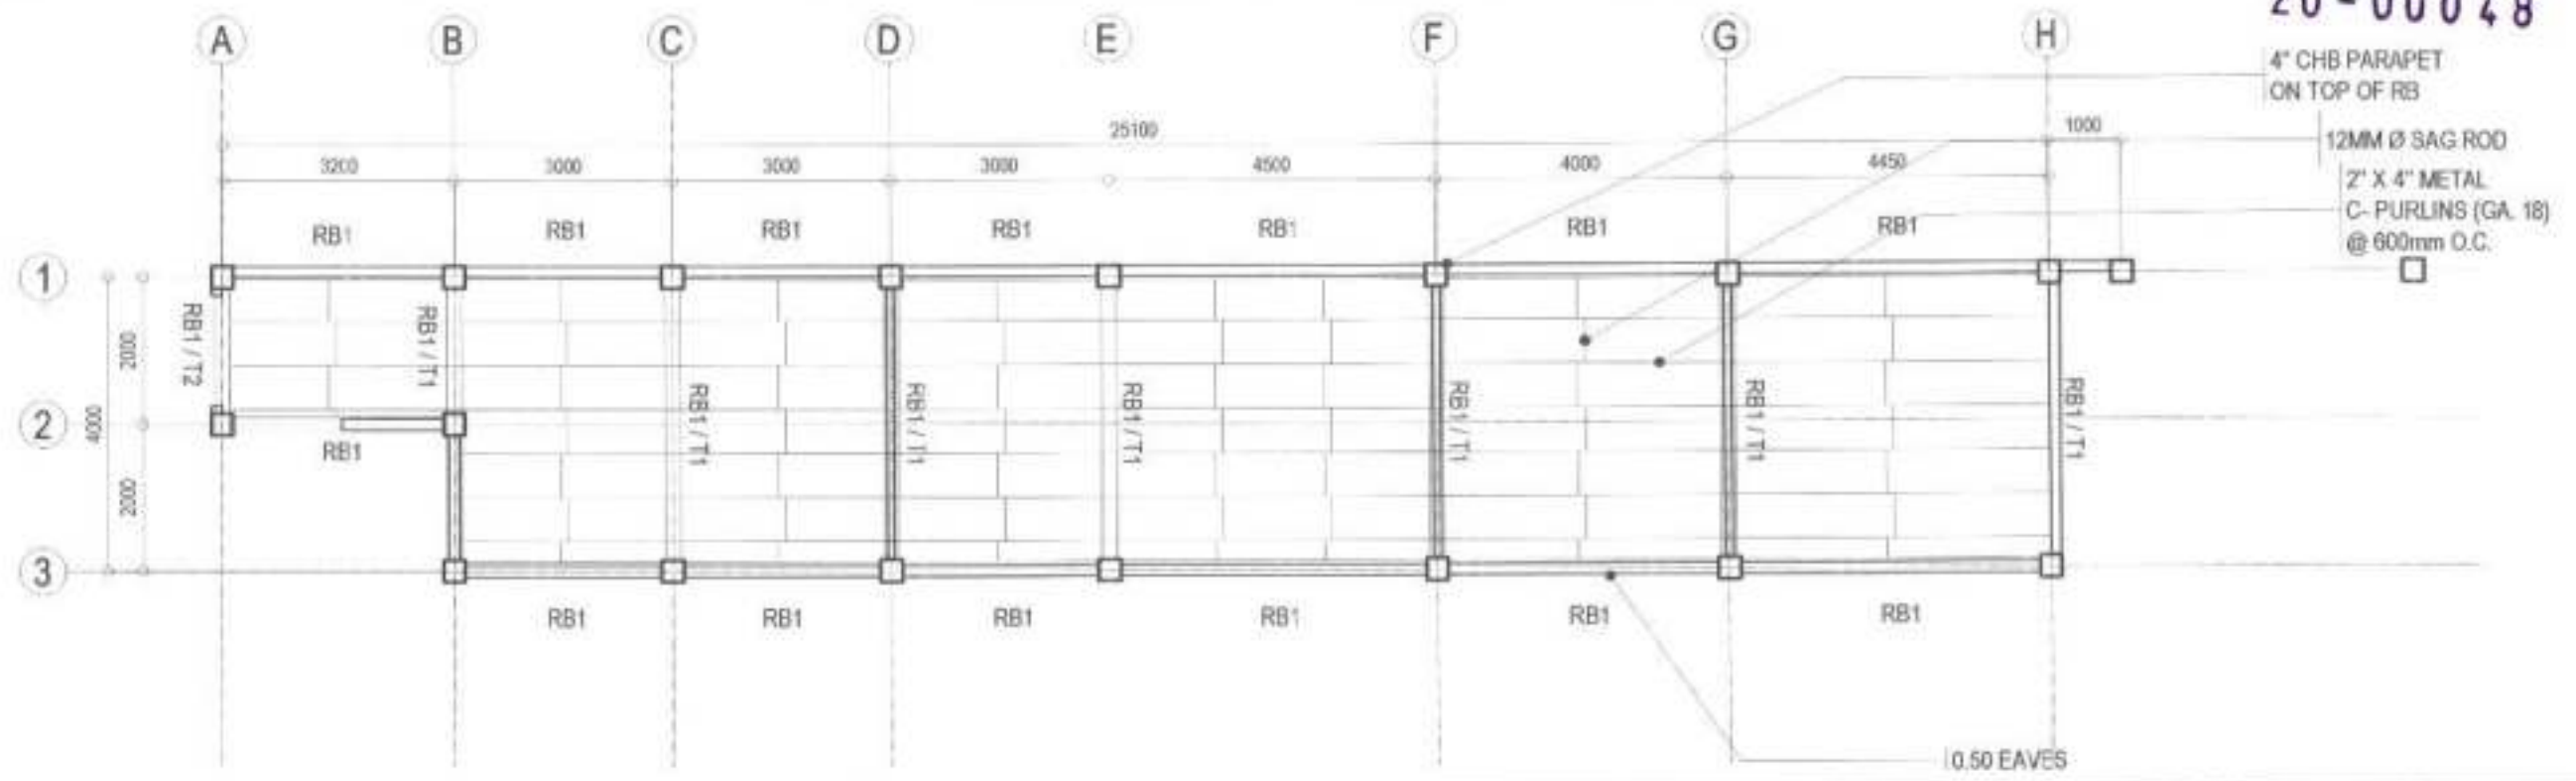 20-00048
A B C D E F G H
4" CHB PARAPET
ON TOP OF RB
25100
1000
12MM Ø SAG ROD
3200 3000 3000 3000 4500 4000 4450
2" X 4" METAL
C- PURLINS (GA. 18)
@ 600mm O.C.
RB1 RB1 RB1 RB1 RB1 RB1 RB1
1
RB1 / T2
RB1 / T1
2000
RB1 / T1
RB1 / T1
RB1 / T1
RB1 / T1
RB1 / T1
RB1 / T1
4000
2
RB1
2000
3
RB1 RB1 RB1 RB1 RB1 RB1
0.50 EAVES